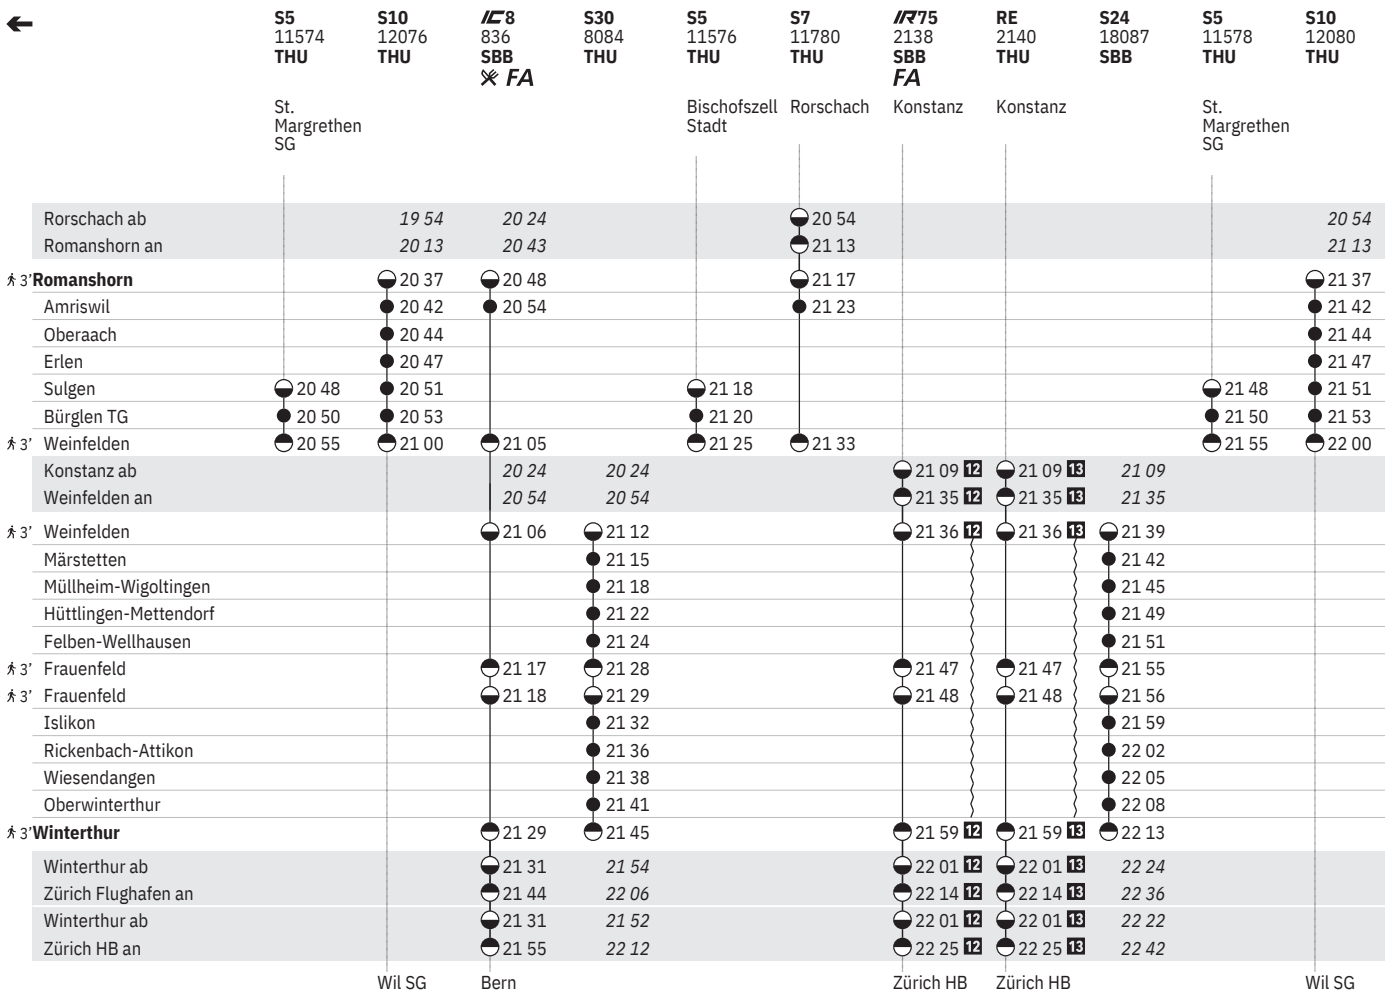 S5 S10 IC8 S30 S5 S7 IR75 RE S24 S5 S10
11574 12076 836 8084 11576 11780 2138 2140 18087 11578 12080
THU THU SBB THU THU THU SBB THU SBB THU THU
FA FA
St. Bischofszell Rorschach Konstanz Konstanz St.
Margrethen Stadt Margrethen
SG SG
Rorschach ab 19 54 20 24 20 54 20 54
Romanshorn an 20 13 20 43 21 13 21 13
3' Romanshorn 20 37 20 48 21 17 21 37
Amriswil 20 42 20 54 21 23 21 42
Oberaach 20 44 21 44
Erlen 20 47 21 47
Sulgen 20 48 20 51 21 18 21 48 21 51
Bürglen TG 20 50 20 53 21 20 21 50 21 53
3' Weinfelden 20 55 21 00 21 05 21 25 21 33 21 55 22 00
Konstanz ab 20 24 20 24 21 09 12 21 09 13 21 09
Weinfelden an 20 54 20 54 21 35 12 21 35 13 21 35
3' Weinfelden 21 06 21 12 21 36 12 21 36 13 21 39
Märstetten 21 15 21 42
Müllheim-Wigoltingen 21 18 21 45
Hüttlingen-Mettendorf 21 22 21 49
Felben-Wellhausen 21 24 21 51
3' Frauenfeld 21 17 21 28 21 47 21 47 21 55
3' Frauenfeld 21 18 21 29 21 48 21 48 21 56
Islikon 21 32 21 59
Rickenbach-Attikon 21 36 22 02
Wiesendangen 21 38 22 05
Oberwinterthur 21 41 22 08
3' Winterthur 21 29 21 45 21 59 12 21 59 13 22 13
Winterthur ab 21 31 21 54 22 01 12 22 01 13 22 24
Zürich Flughafen an 21 44 22 06 22 14 12 22 14 13 22 36
Winterthur ab 21 31 21 52 22 01 12 22 01 13 22 22
Zürich HB an 21 55 22 12 22 25 12 22 25 13 22 42
Wil SG Bern Zürich HB Zürich HB Wil SG